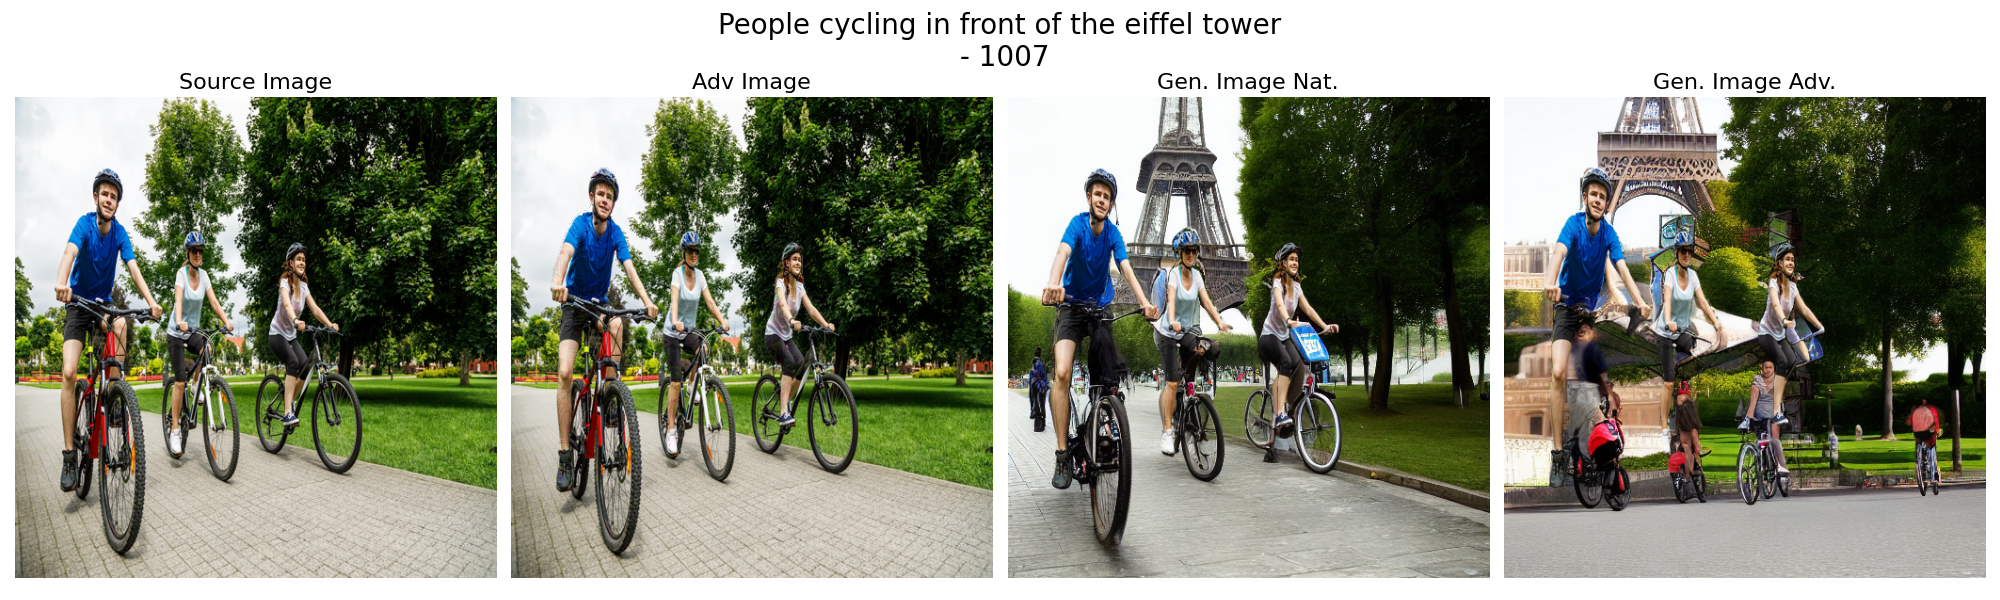 People cycling in front of the eiffel tower
- 1007
Source Image
Adv Image
Gen. Image Nat.
Gen. Image Adv.